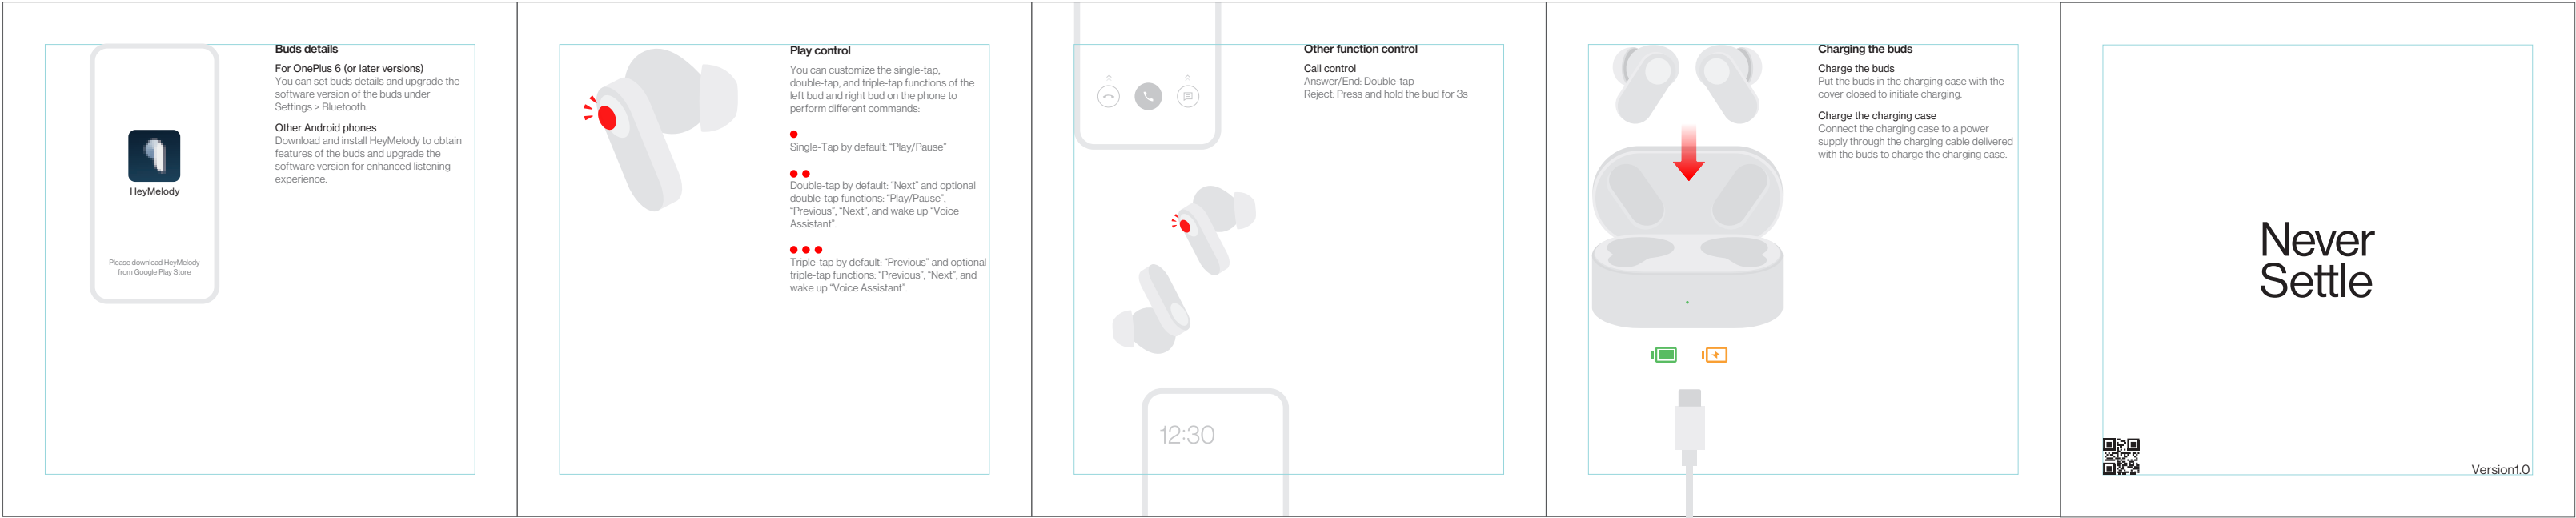 Buds details
For OnePlus 6 (or later versions)
You can set buds details and upgrade the
software version of the buds under
Settings > Bluetooth.
Other Android phones
Download and install HeyMelody to obtain
features of the buds and upgrade the
software version for enhanced listening
experience.
HeyMelody
Please download HeyMelody
from Google Play Store
Play control
You can customize the single-tap,
double-tap, and triple-tap functions of the
left bud and right bud on the phone to
perform different commands:
Single-Tap by default: “Play/Pause”
Double-tap by default: “Next” and optional
double-tap functions: “Play/Pause”,
“Previous”, “Next”, and wake up “Voice
Assistant”.
Triple-tap by default: “Previous” and optional
triple-tap functions: “Previous”, “Next”, and
wake up “Voice Assistant”.
Other function control
Call control
Answer/End: Double-tap
Reject: Press and hold the bud for 3s
12:30
Charging the buds
Charge the buds
Put the buds in the charging case with the
cover closed to initiate charging.
Charge the charging case
Connect the charging case to a power
supply through the charging cable delivered
with the buds to charge the charging case.
Never
Settle
Version1.0